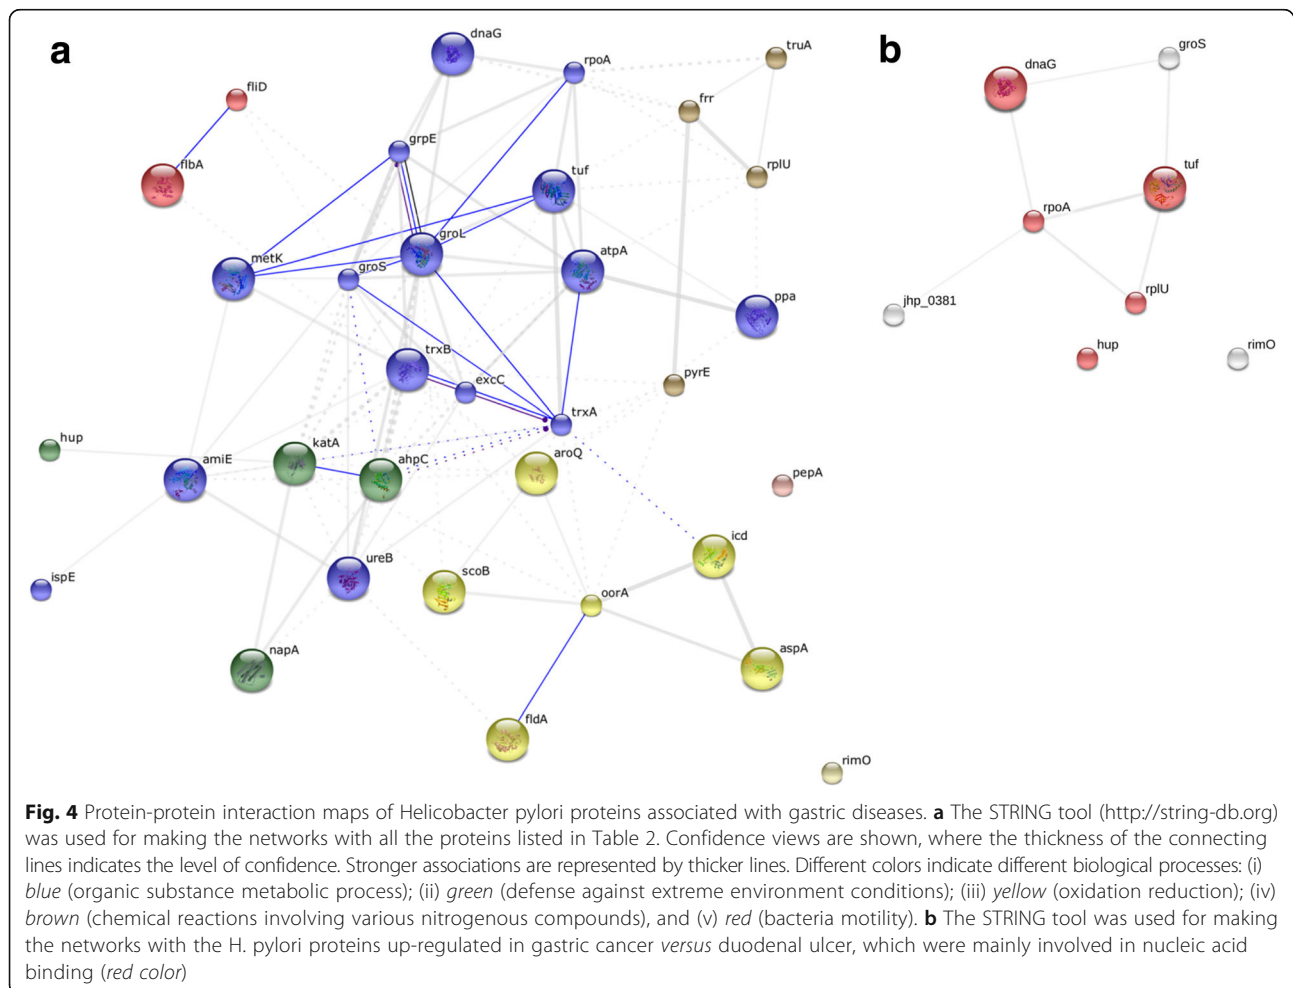 a
b
dnaG
rpoA
truA
fliD
frr
grpE
flbA
tuf
rplU
groL
metK
groS
atpA
ppa
trxB
excC
pyrE
trxA
hup
amiE
katA
ahpC
aroQ
pepA
icd
ispE
ureB
scoB
oorA
napA
aspA
fldA
rimO
groS
dnaG
tuf
rpoA
jhp_0381
rplU
hup
rimO
Fig. 4 Protein-protein interaction maps of Helicobacter pylori proteins associated with gastric diseases. a The STRING tool (http://string-db.org)
was used for making the networks with all the proteins listed in Table 2. Confidence views are shown, where the thickness of the connecting
lines indicates the level of confidence. Stronger associations are represented by thicker lines. Different colors indicate different biological processes: (i)
blue (organic substance metabolic process); (ii) green (defense against extreme environment conditions); (iii) yellow (oxidation reduction); (iv)
brown (chemical reactions involving various nitrogenous compounds), and (v) red (bacteria motility). b The STRING tool was used for making
the networks with the H. pylori proteins up-regulated in gastric cancer versus duodenal ulcer, which were mainly involved in nucleic acid
binding (red color)